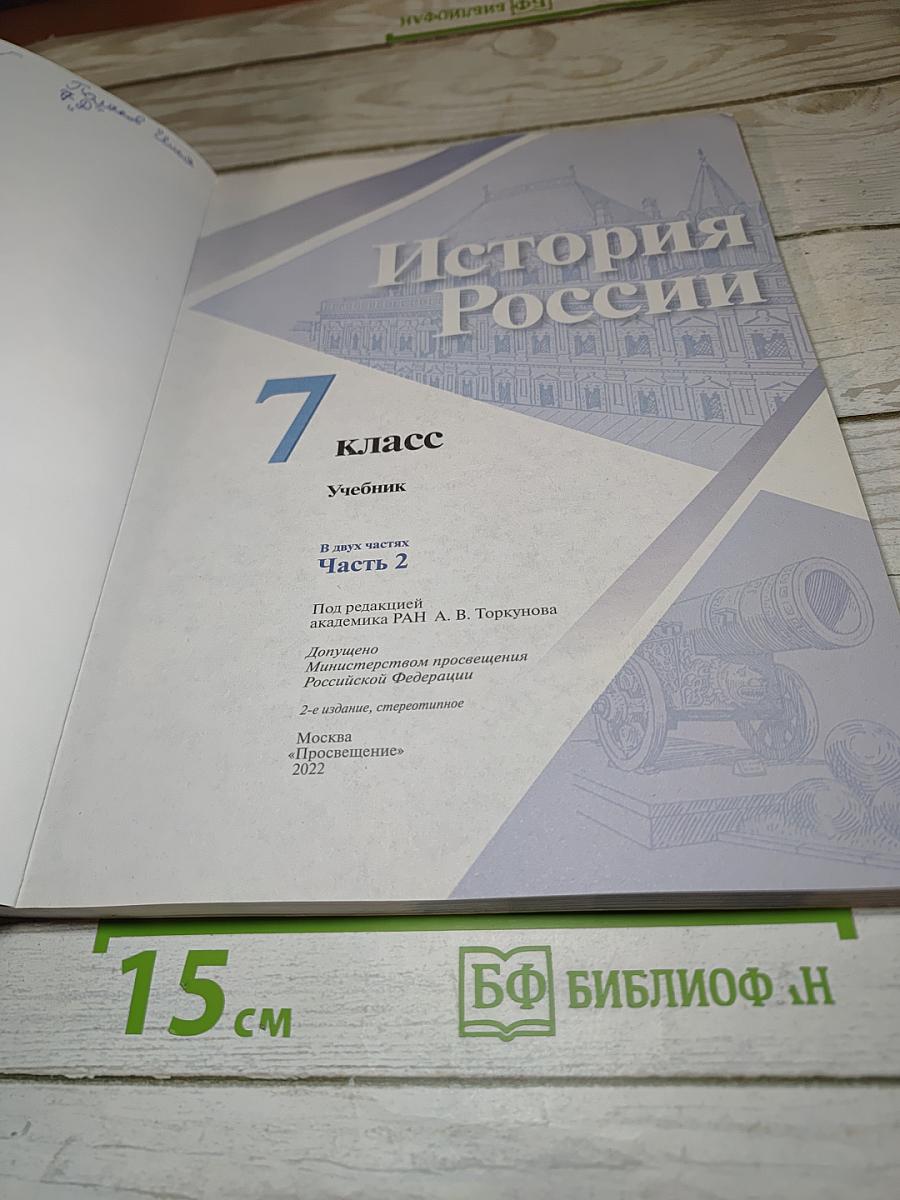 История
России
7 класс
Учебник
В двух частях
Часть 2
Под редакцией
академика РАН А. В. Торкунова
Допущено
Министерством просвещения
Российской Федерации
2-е издание, стереотипное
Москва
«Просвещение»
2022
15 см
БФ БИБЛИОФАН
БФ БИБЛИОФАН